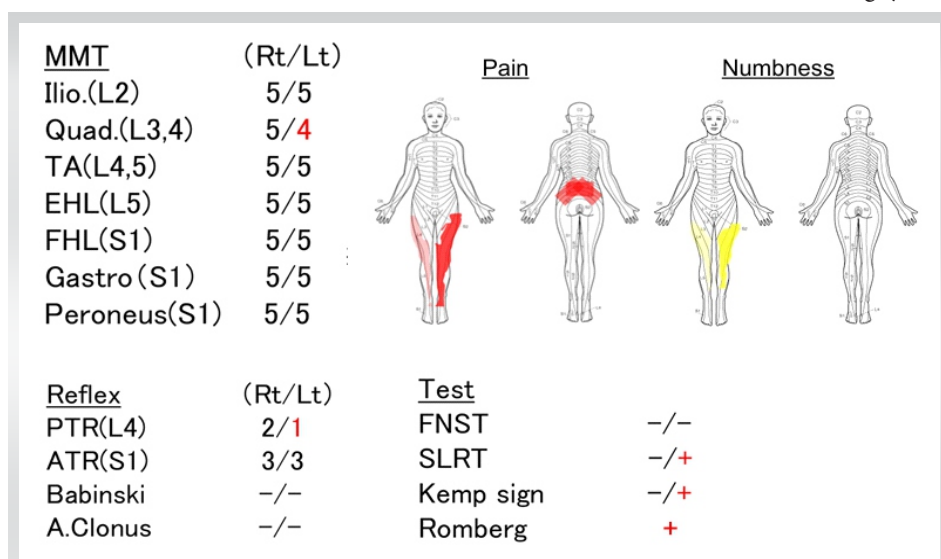 MMT (Rt/Lt)
Ilio.(L2) 5/5
Quad.(L3,4) 5/4
TA(L4,5) 5/5
EHL(L5) 5/5
FHL(S1) 5/5
Gastro(S1) 5/5
Peroneus(S1) 5/5
Pain
Numbness
Reflex (Rt/Lt)
PTR(L4) 2/1
ATR(S1) 3/3
Babinski -/-
A.Clonus -/-
Test
FNST -/-
SLRT -/+
Kemp sign -/+
Romberg +